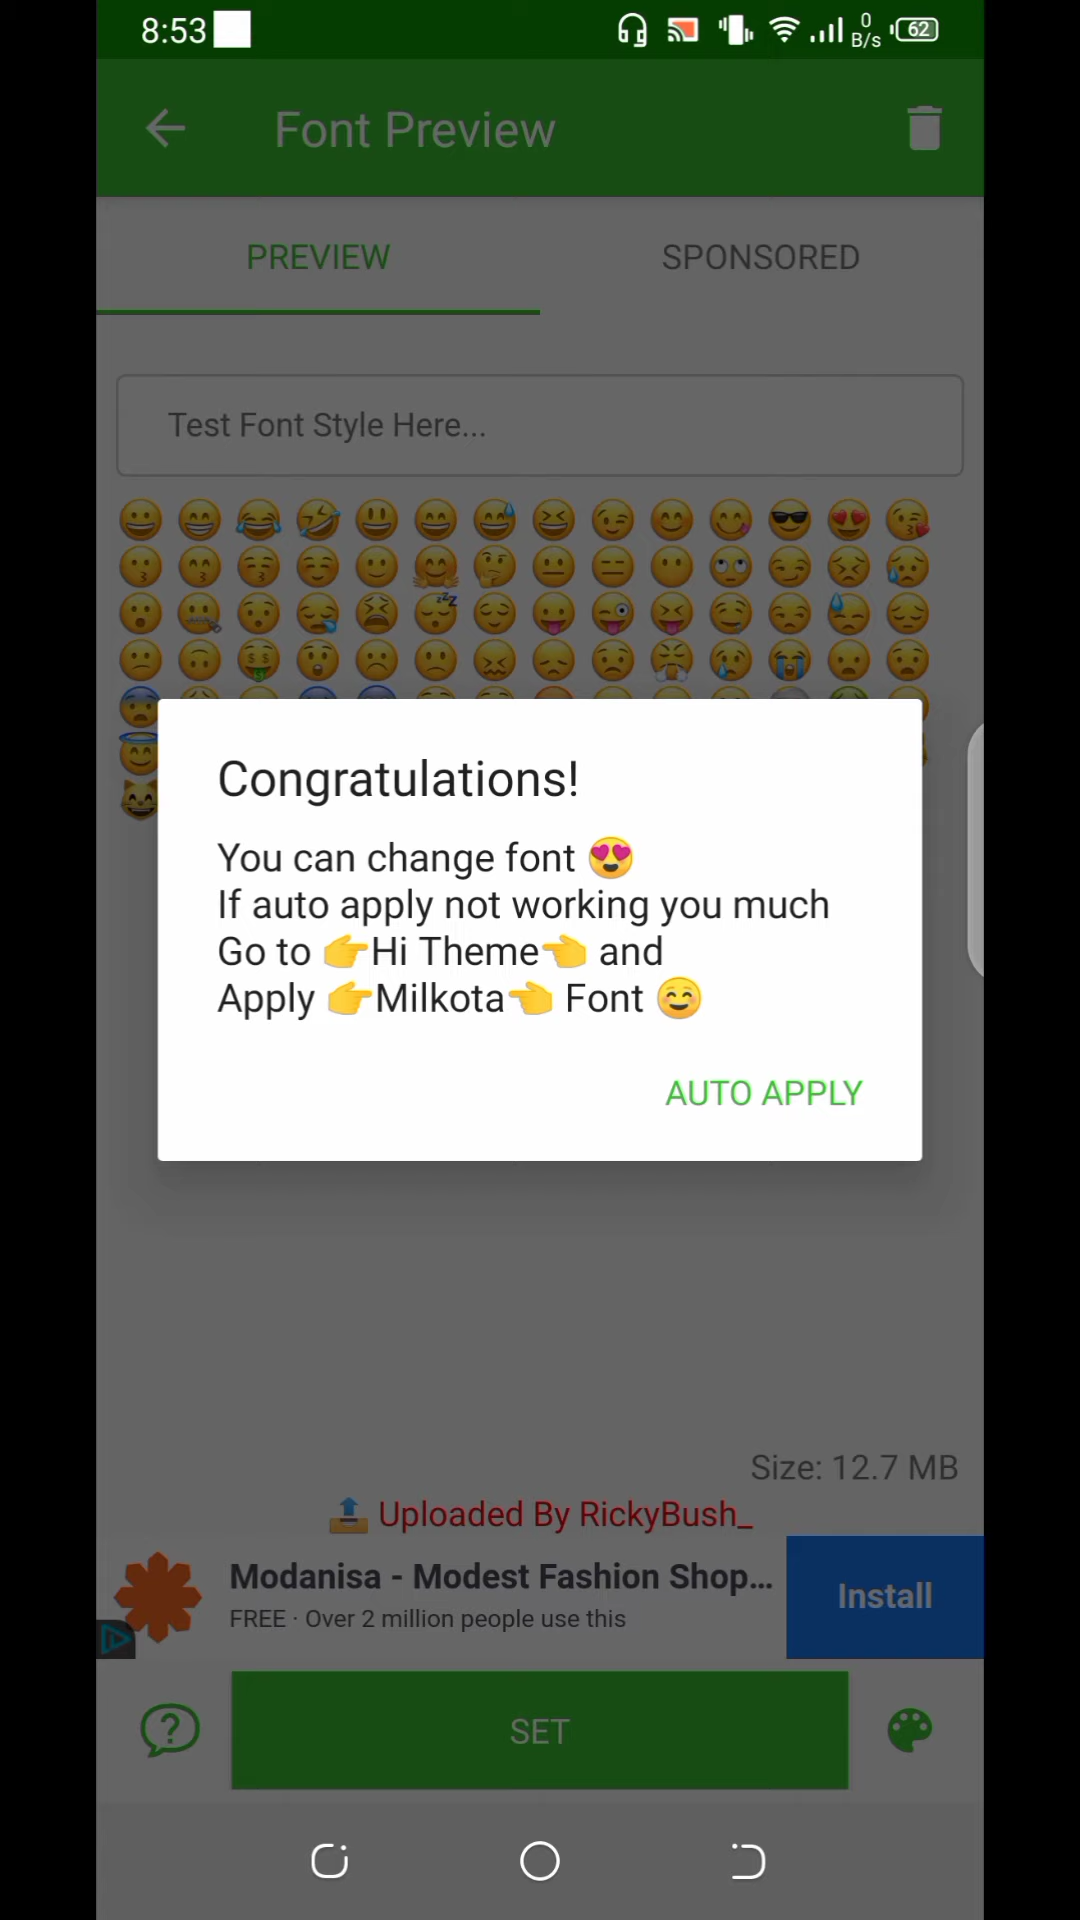 8:53
0
B/s
62
Font Preview
PREVIEW
SPONSORED
Test Font Style Here...
Congratulations!
You can change font 😍
If auto apply not working you much
Go to 👉Hi Theme👈 and
Apply 👉Milkota👈 Font ☺️
AUTO APPLY
Size: 12.7 MB
📤 Uploaded By RickyBush_
Modanisa - Modest Fashion Shop...
FREE · Over 2 million people use this
Install
SET